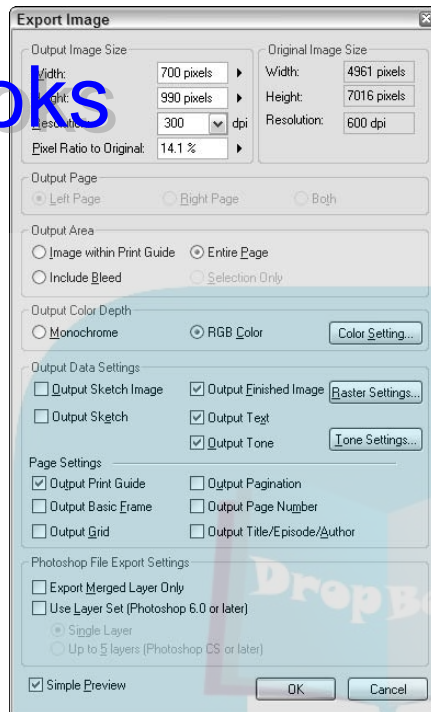 Export Image
Output Image Size
Width: 700 pixels
Height: 990 pixels
Resolution: 300 dpi
Pixel Ratio to Original: 14.1 %
Original Image Size
Width: 4961 pixels
Height: 7016 pixels
Resolution: 600 dpi
oks
Output Page
Left Page Right Page Both
Output Area
Image within Print Guide Entire Page
Include Bleed Selection Only
Output Color Depth
Monochrome RGB Color Color Setting...
Output Data Settings
Output Sketch Image Output Finished Image Raster Settings...
Output Sketch Output Text
Output Tone Tone Settings...
Page Settings
Output Print Guide Output Pagination
Output Basic Frame Output Page Number
Output Grid Output Title/Episode/Author
Photoshop File Export Settings
Export Merged Layer Only
Use Layer Set (Photoshop 6.0 or later)
Single Layer
Up to 5 layers (Photoshop CS or later)
Drop Bo
Simple Preview OK Cancel